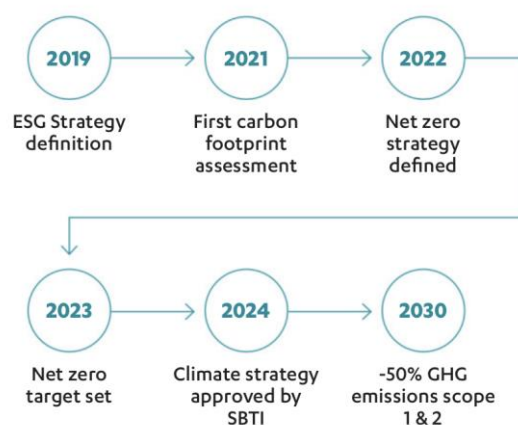 2019
ESG Strategy
definition
2021
First carbon
footprint
assessment
2022
Net zero
strategy
defined
2023
Net zero
target set
2024
Climate strategy
approved by
SBTI
2030
-50% GHG
emissions scope
1 & 2